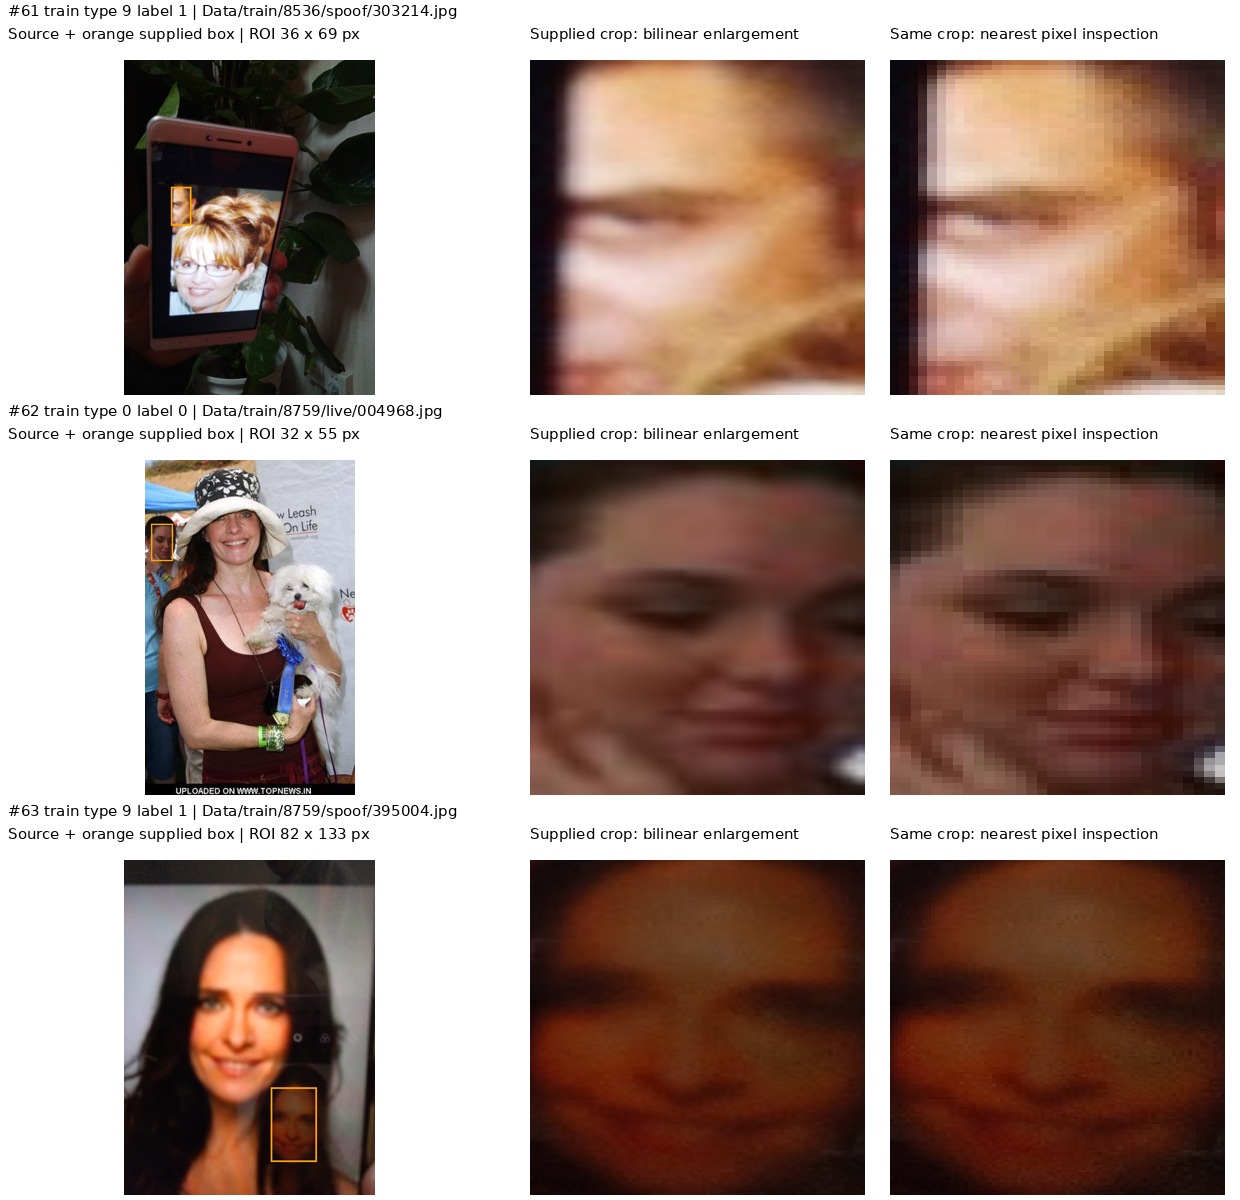 #61 train type 9 label 1 | Data/train/8536/spoof/303214.jpg
Source + orange supplied box | ROI 36 x 69 px
Supplied crop: bilinear enlargement
Same crop: nearest pixel inspection
#62 train type 0 label 0 | Data/train/8759/live/004968.jpg
Source + orange supplied box | ROI 32 x 55 px
Supplied crop: bilinear enlargement
Same crop: nearest pixel inspection
w Leash
On Life
Ne
UPLOADED ON WWW.TOPNEWS.IN
#63 train type 9 label 1 | Data/train/8759/spoof/395004.jpg
Source + orange supplied box | ROI 82 x 133 px
Supplied crop: bilinear enlargement
Same crop: nearest pixel inspection